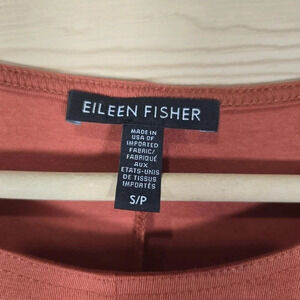 EILEEN FISHER
MADE IN
USA OF
IMPORTED
FABRIC/
FABRIQUÉ
AUX
ETATS-UNIS
DE TISSUS
IMPORTÉS
S/P